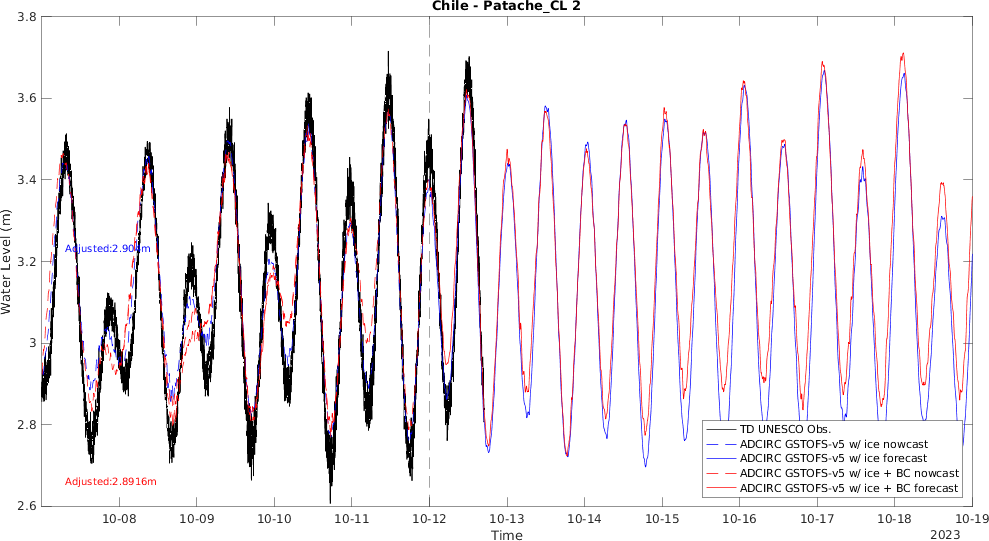 Chile - Patache_CL 2
3.8
3.6
3.4
3.2
3
2.8
2.6
Water Level (m)
Adjusted:2.904m
Adjusted:2.8916m
TD UNESCO Obs.
ADCIRC GSTOFS-v5 w/ ice nowcast
ADCIRC GSTOFS-v5 w/ ice forecast
ADCIRC GSTOFS-v5 w/ ice + BC nowcast
ADCIRC GSTOFS-v5 w/ ice + BC forecast
10-08 10-09 10-10 10-11 10-12 10-13 10-14 10-15 10-16 10-17 10-18 10-19
Time
2023